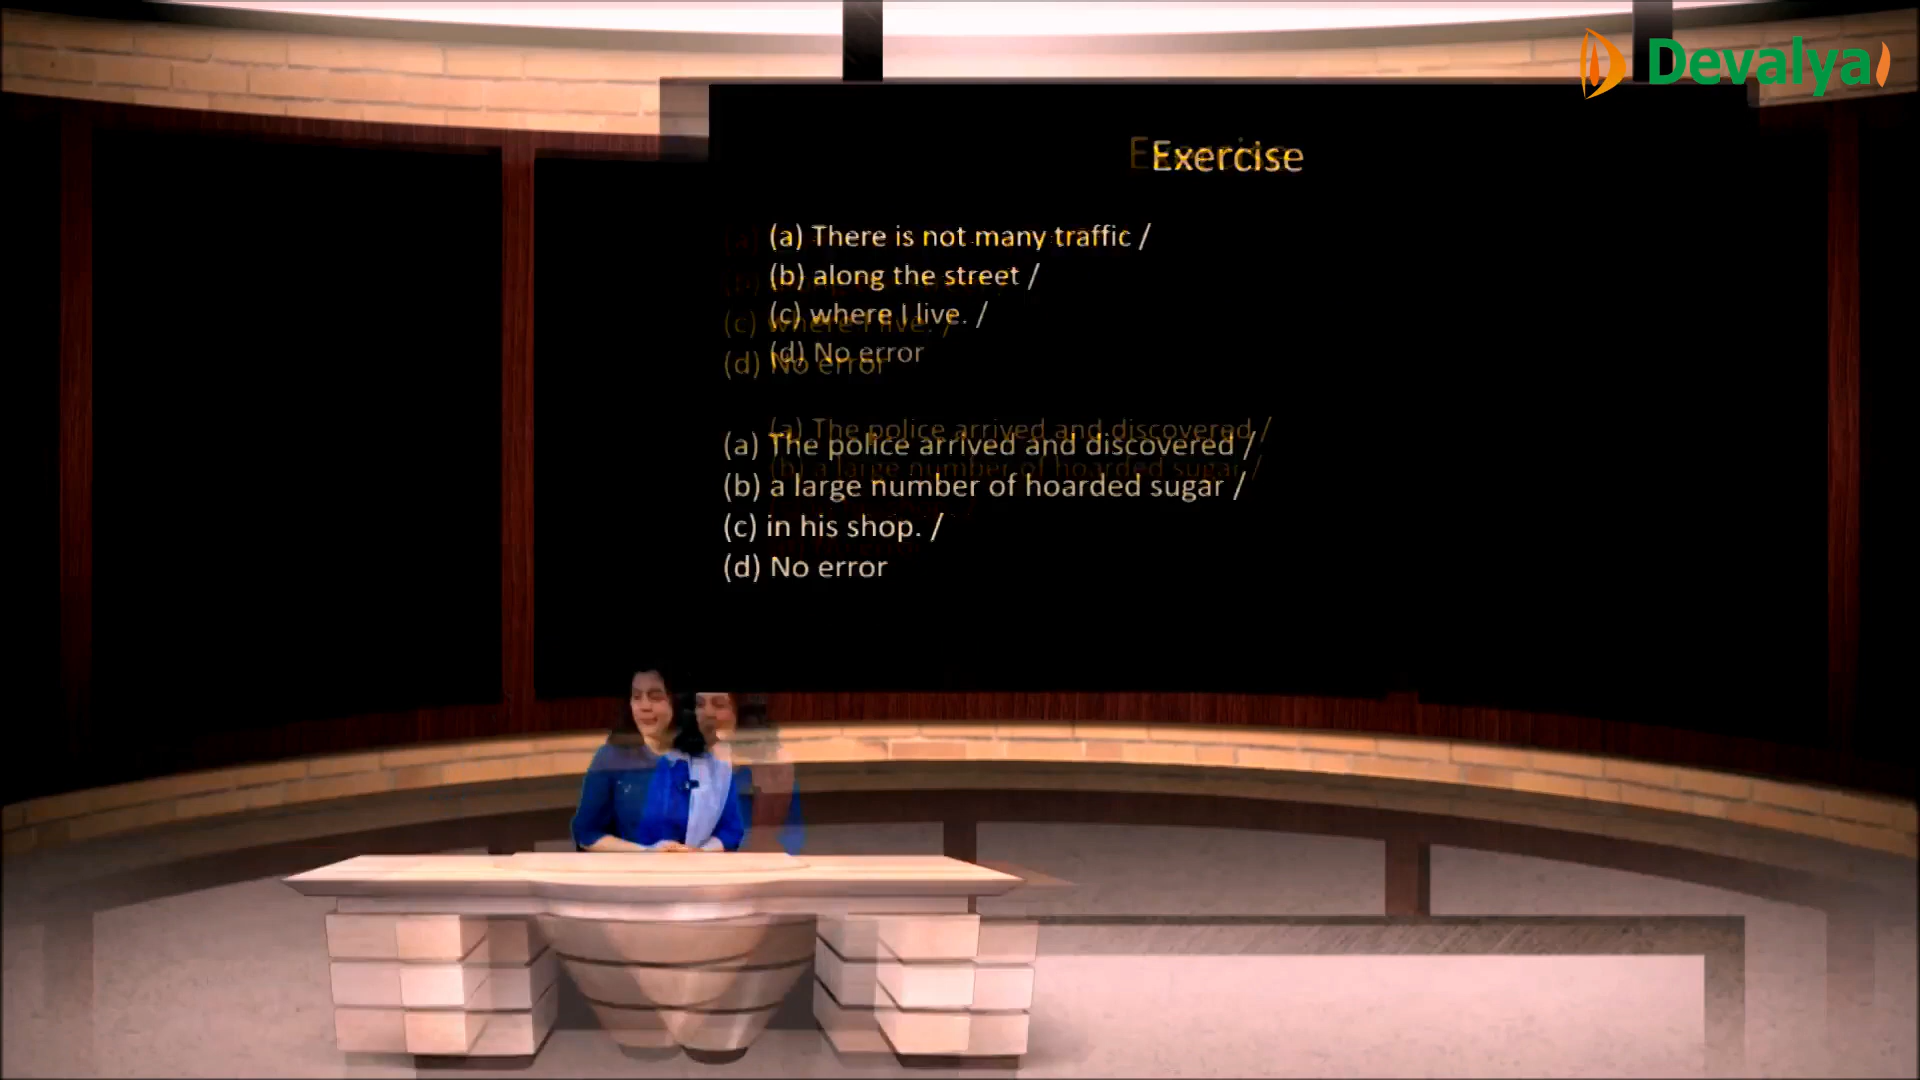 Devalya
Exercise
(a) There is not many traffic /
(b) along the street /
(c) where I live. /
(d) No error
(a) The police arrived and discovered /
(b) a large number of hoarded sugar /
(c) in his shop. /
(d) No error